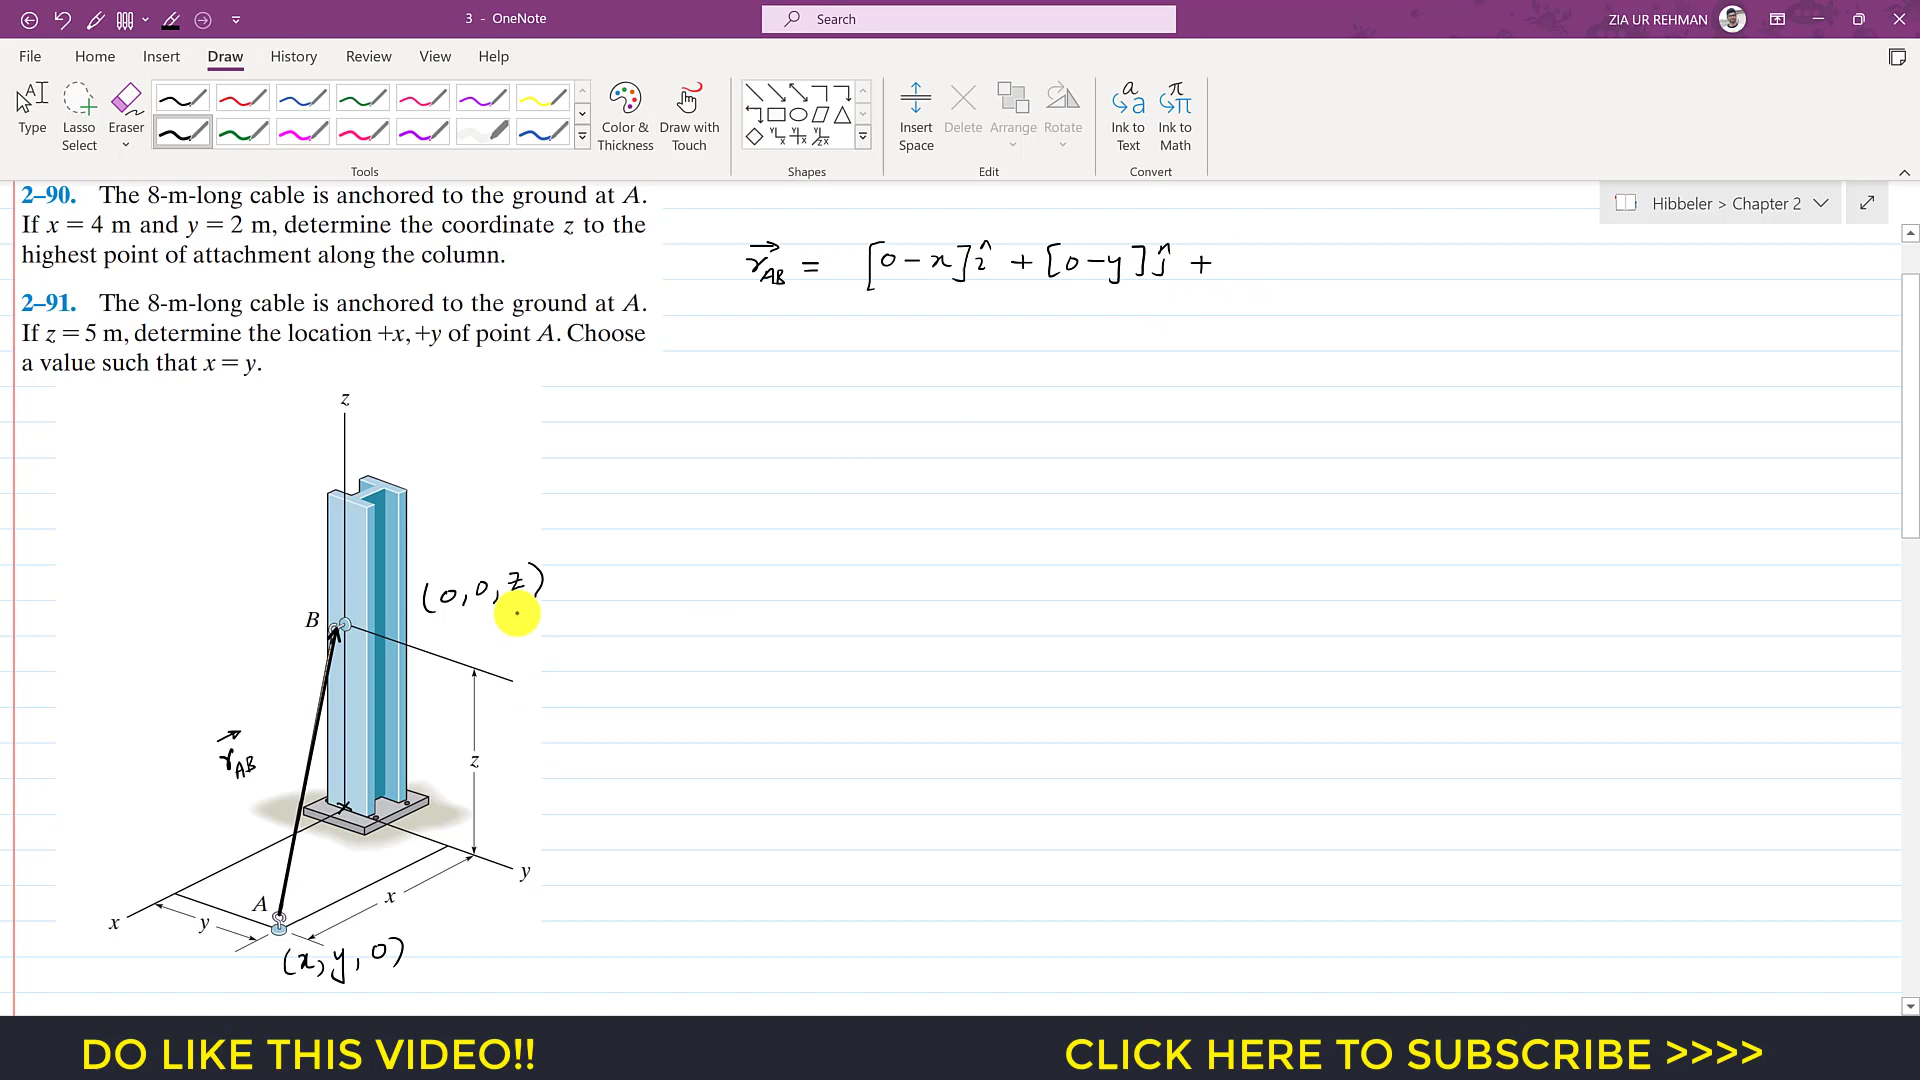 3 - OneNote
Search
ZIA UR REHMAN
File Home Insert Draw History Review View Help
Type
Lasso Select
Eraser
Color & Thickness
Draw with Touch
Insert Space
Delete
Arrange
Rotate
Ink to Text
Ink to Math
Tools
Shapes
Edit
Convert
Hibbeler > Chapter 2
2–90. The 8-m-long cable is anchored to the ground at A.
If x = 4 m and y = 2 m, determine the coordinate z to the
highest point of attachment along the column.
2–91. The 8-m-long cable is anchored to the ground at A.
If z = 5 m, determine the location +x, +y of point A. Choose
a value such that x = y.
r⃗AB = [0 - x]î + [0 - y]ĵ +
z
(0, 0, z)
B
r⃗AB
z
y
A
x
x
y
(x, y, 0)
DO LIKE THIS VIDEO!!
CLICK HERE TO SUBSCRIBE >>>>